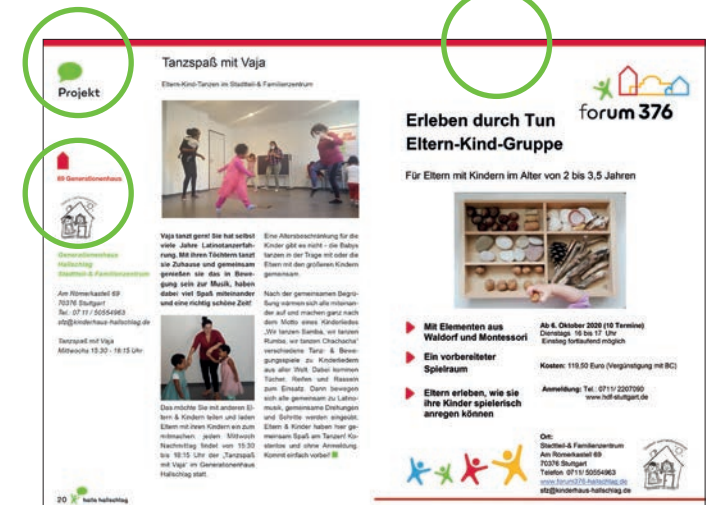 Projekt
69 Generationenhaus
Generationenhaus
Hallschlag
Stadtteil-& Familienzentrum
Am Römerkastell 69
70376 Stuttgart
Tel.: 07 11 / 50554963
sfz@kinderhaus-hallschlag.de
Tanzspaß mit Vaja
Mittwochs 15:30 - 16:15 Uhr
20 hallo hallschlag
Tanzspaß mit Vaja
Eltern-Kind-Tanzen im Stadtteil-& Familienzentrum
Vaja tanzt gern! Sie hat selbst
viele Jahre Latinotanzerfah-
rung. Mit ihren Töchtern tanzt
sie Zuhause und gemeinsam
genießen sie das in Bewe-
gung sein zur Musik, haben
dabei viel Spaß miteinander
und eine richtig schöne Zeit!
Das möchte Sie mit anderen El-
tern & Kindern teilen und laden
Eltern mit ihren Kindern ein zum
mitmachen. jeden Mittwoch
Nachmittag findet von 15:30
bis 16:15 Uhr der „Tanzspaß
mit Vaja" im Generationenhaus
Hallschlag statt.
Eine Altersbeschränkung für die
Kinder gibt es nicht - die Babys
tanzen in der Trage mit oder die
Eltern mit den größeren Kindern
gemeinsam.
Nach der gemeinsamen Begrü-
ßung wärmen sich alle miteinan-
der auf und machen ganz nach
dem Motto eines Kinderliedes
„Wir tanzen Samba, wir tanzen
Rumba, wir tanzen Chachacha"
verschiedene Tanz- & Bewe-
gungsspiele zu Kinderliedern
aus aller Welt. Dabei kommen
Tücher, Reifen und Rasseln
zum Einsatz. Dann bewegen
sich alle gemeinsam zu Latino-
musik, gemeinsame Drehungen
und Schritte werden eingeübt.
Eltern & Kinder haben hier ge-
meinsam Spaß am Tanzen! Ko-
stenlos und ohne Anmeldung.
Kommt einfach vorbei!
forum 376
Erleben durch Tun
Eltern-Kind-Gruppe
Für Eltern mit Kindern im Alter von 2 bis 3,5 Jahren
Mit Elementen aus
Waldorf und Montessori
Ein vorbereiteter
Spielraum
Eltern erleben, wie sie
ihre Kinder spielerisch
anregen können
Ab 6. Oktober 2020 (10 Termine)
Dienstags 16 bis 17 Uhr
Einstieg fortlaufend möglich
Kosten: 119,50 Euro (Vergünstigung mit BC)
Anmeldung: Tel.: 0711/ 2207090
www.hdf-stuttgart.de
Ort:
Stadtteil-& Familienzentrum
Am Römerkastell 69
70376 Stuttgart
Telefon 0711/ 50554963
www.forum376-hallschlag.de
sfz@kinderhaus-hallschlag.de